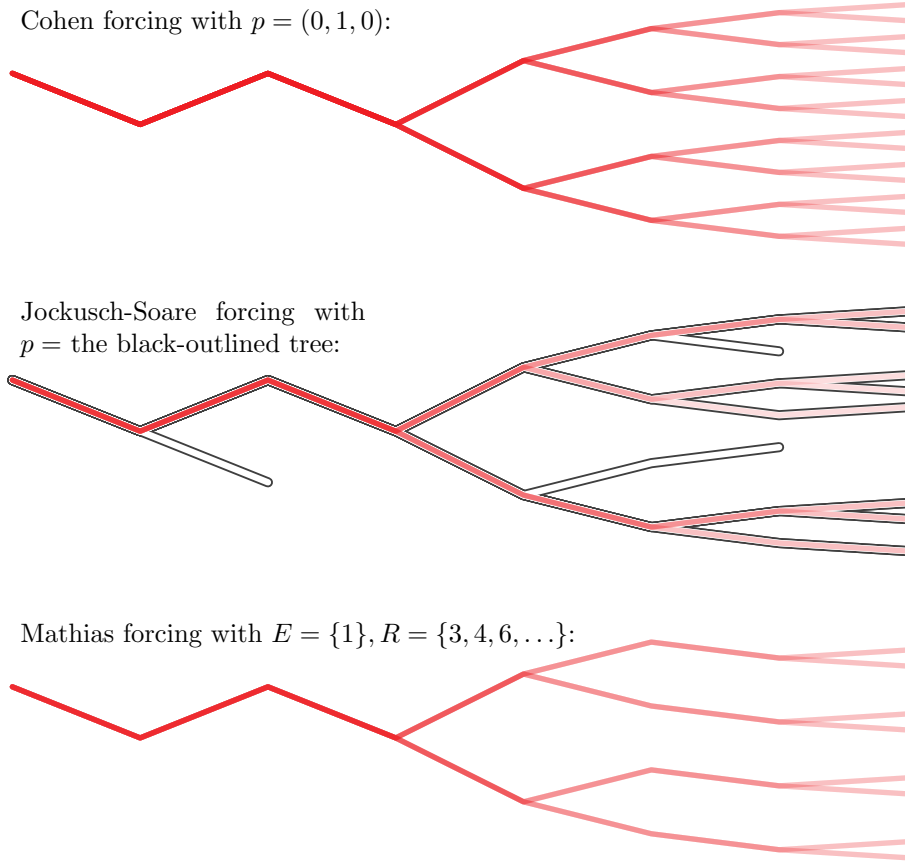 Cohen forcing with p = (0, 1, 0):
Jockusch-Soare forcing with
p = the black-outlined tree:
Mathias forcing with E = {1}, R = {3, 4, 6, . . .}: